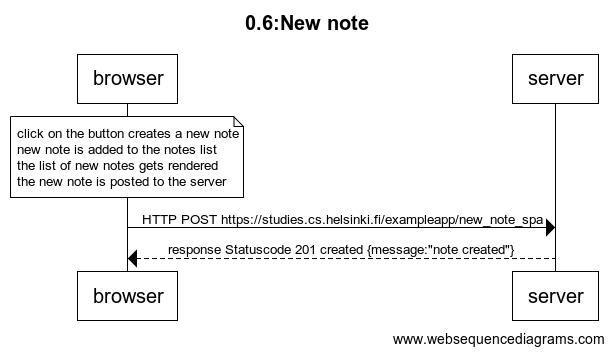 0.6:New note
browser
server
click on the button creates a new note
new note is added to the notes list
the list of new notes gets rendered
the new note is posted to the server
HTTP POST https://studies.cs.helsinki.fi/exampleapp/new_note_spa
response Statuscode 201 created {message:"note created"}
browser
server
www.websequencediagrams.com